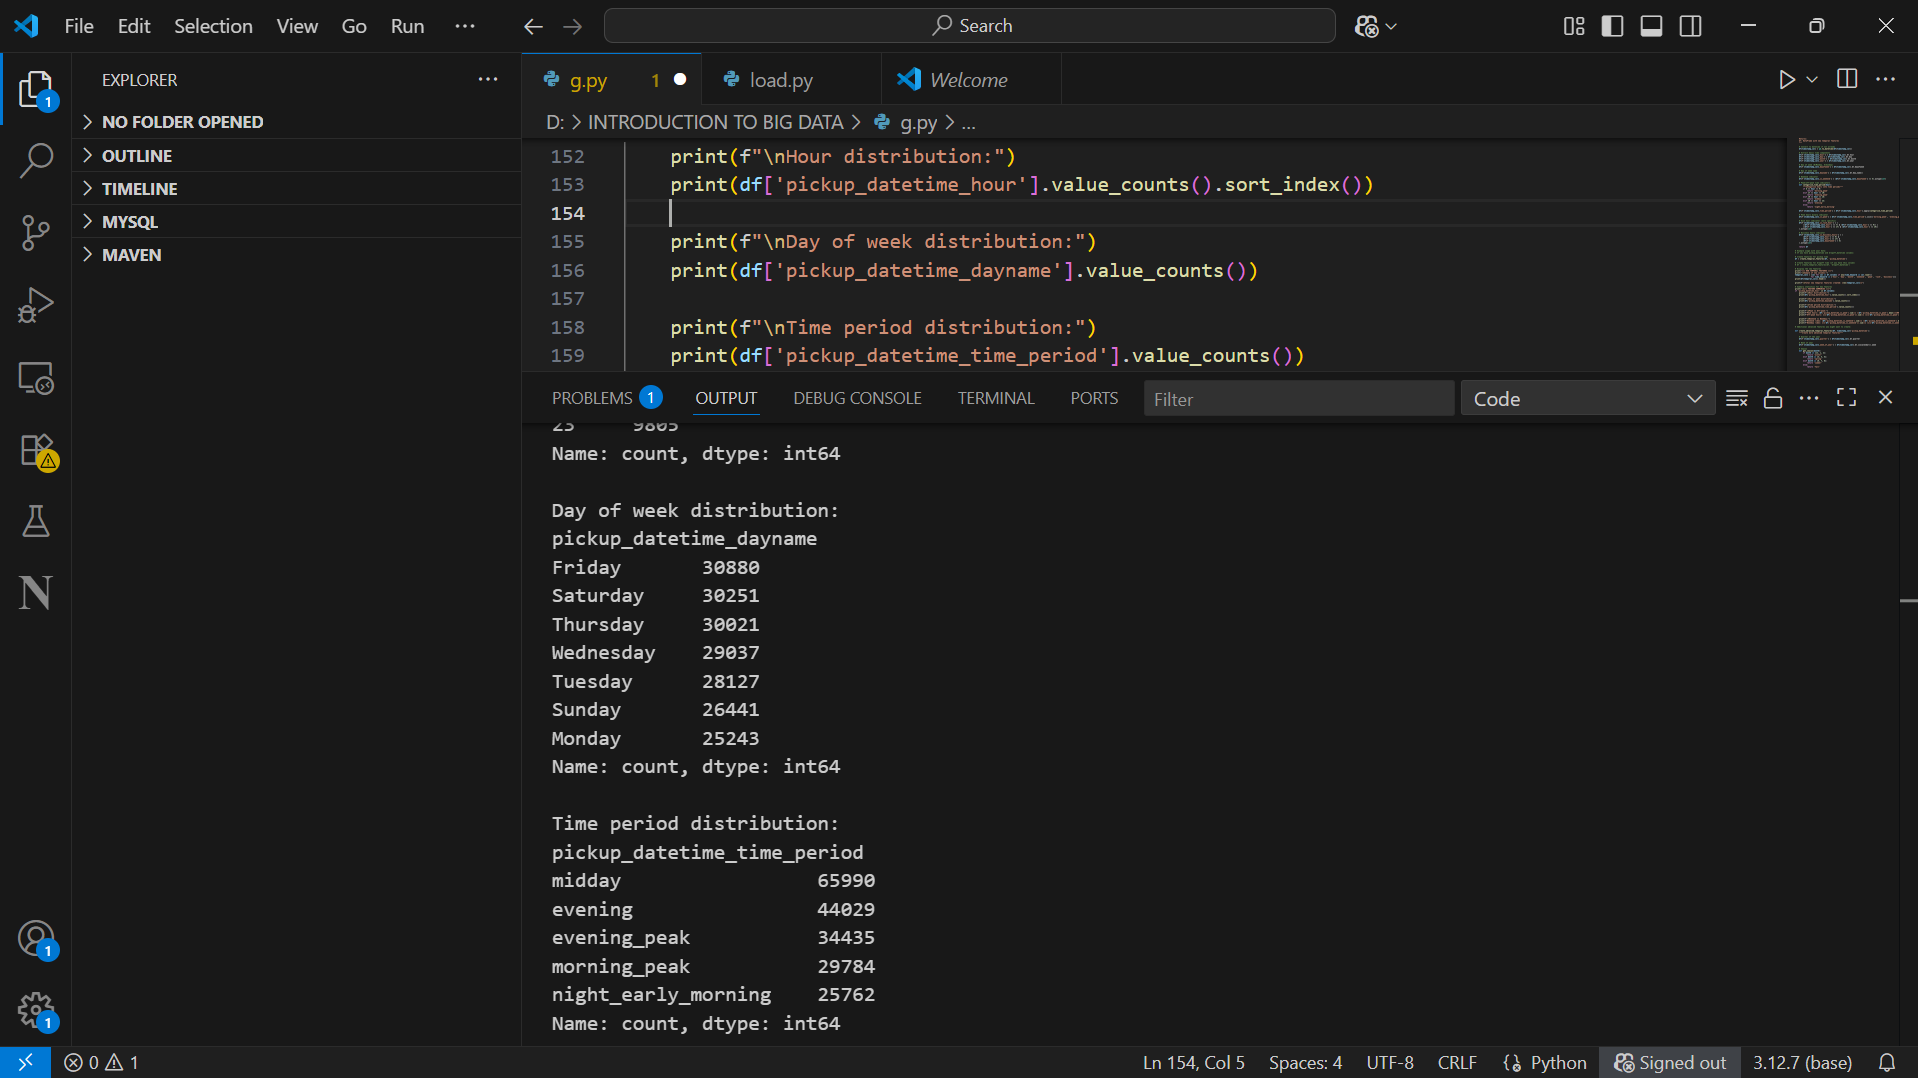 File Edit Selection View Go Run ··· Search
EXPLORER ···
NO FOLDER OPENED
OUTLINE
TIMELINE
MYSQL
MAVEN
1
1
1
g.py 1
load.py
Welcome
D: > INTRODUCTION TO BIG DATA > g.py > ...
152 print(f"\nHour distribution:")
153 print(df['pickup_datetime_hour'].value_counts().sort_index())
154
155 print(f"\nDay of week distribution:")
156 print(df['pickup_datetime_dayname'].value_counts())
157
158 print(f"\nTime period distribution:")
159 print(df['pickup_datetime_time_period'].value_counts())
PROBLEMS 1 OUTPUT DEBUG CONSOLE TERMINAL PORTS Filter Code
23 9805
Name: count, dtype: int64
Day of week distribution:
pickup_datetime_dayname
Friday 30880
Saturday 30251
Thursday 30021
Wednesday 29037
Tuesday 28127
Sunday 26441
Monday 25243
Name: count, dtype: int64
Time period distribution:
pickup_datetime_time_period
midday 65990
evening 44029
evening_peak 34435
morning_peak 29784
night_early_morning 25762
Name: count, dtype: int64
0 1 Ln 154, Col 5 Spaces: 4 UTF-8 CRLF Python Signed out 3.12.7 (base)